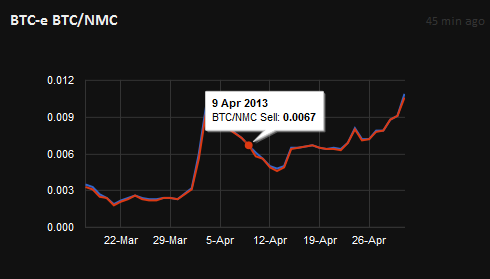 BTC-e BTC/NMC
45 min ago
0.012
0.009
0.006
0.003
0.000
9 Apr 2013
BTC/NMC Sell: 0.0067
22-Mar
29-Mar
5-Apr
12-Apr
19-Apr
26-Apr